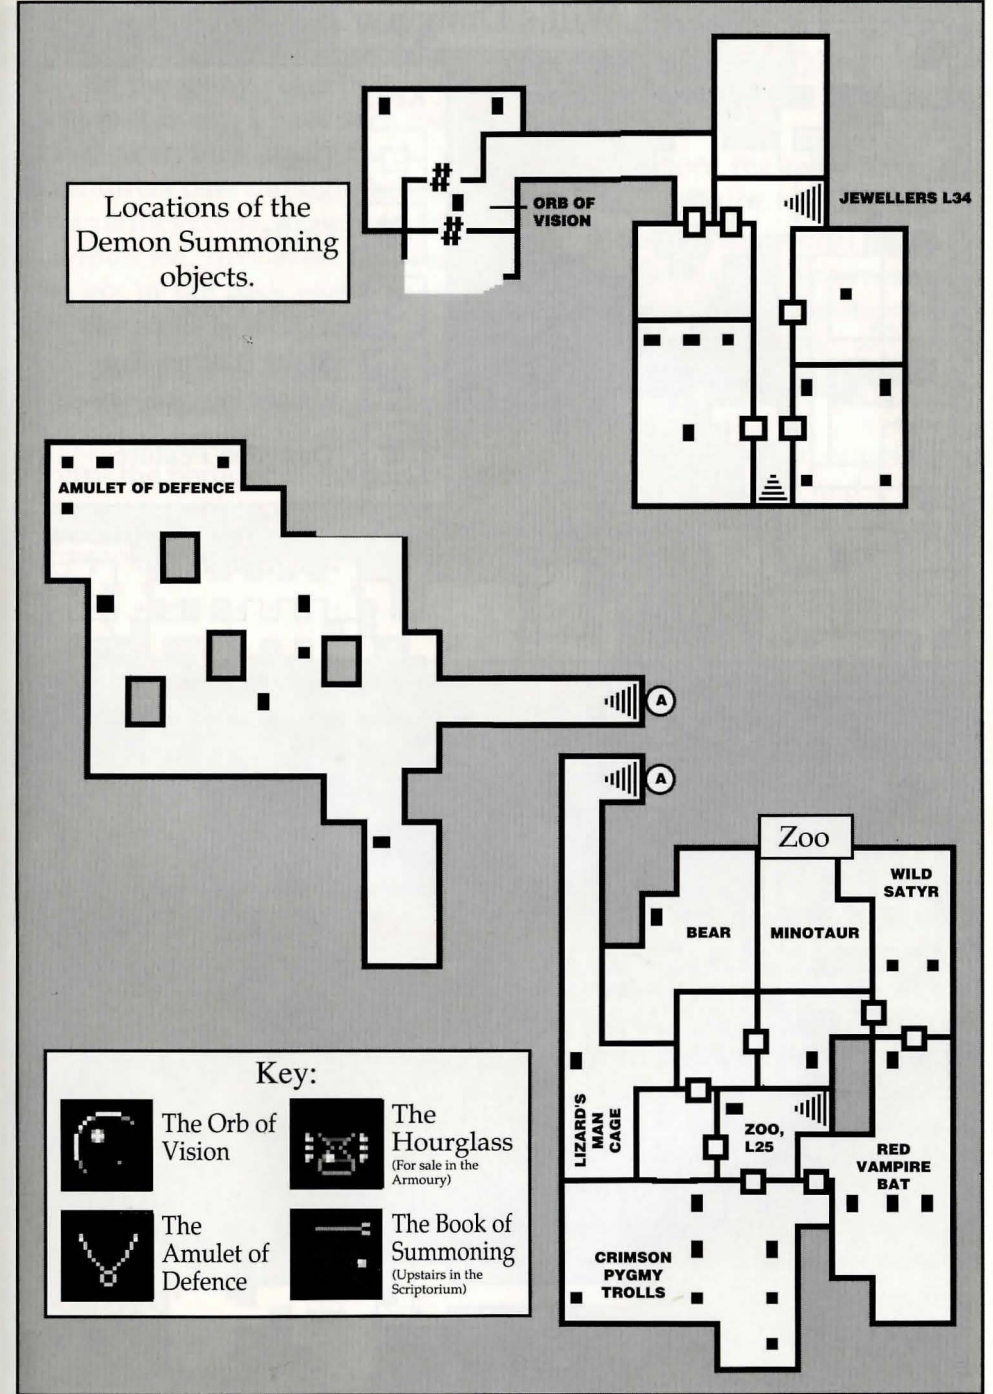 Locations of the
Demon Summoning
objects.
ORB OF
VISION
JEWELLERS L34
AMULET OF DEFENCE
A
A
Zoo
WILD
SATYR
BEAR
MINOTAUR
LIZARD'S
MAN
CAGE
ZOO,
L25
RED
VAMPIRE
BAT
CRIMSON
PYGMY
TROLLS
Key:
The Orb of
Vision
The
Hourglass
(For sale in the
Armoury)
The
Amulet of
Defence
The Book of
Summoning
(Upstairs in the
Scriptorium)